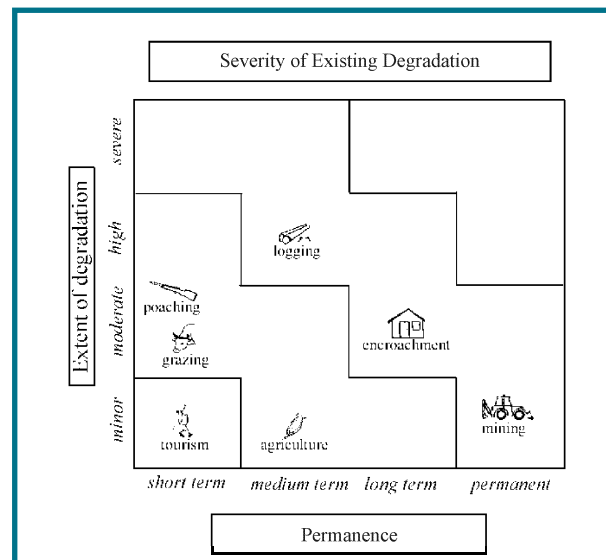 Severity of Existing Degradation
Extent of degradation
severe
high
moderate
minor
logging
poaching
grazing
encroachment
tourism
agriculture
mining
short term
medium term
long term
permanent
Permanence